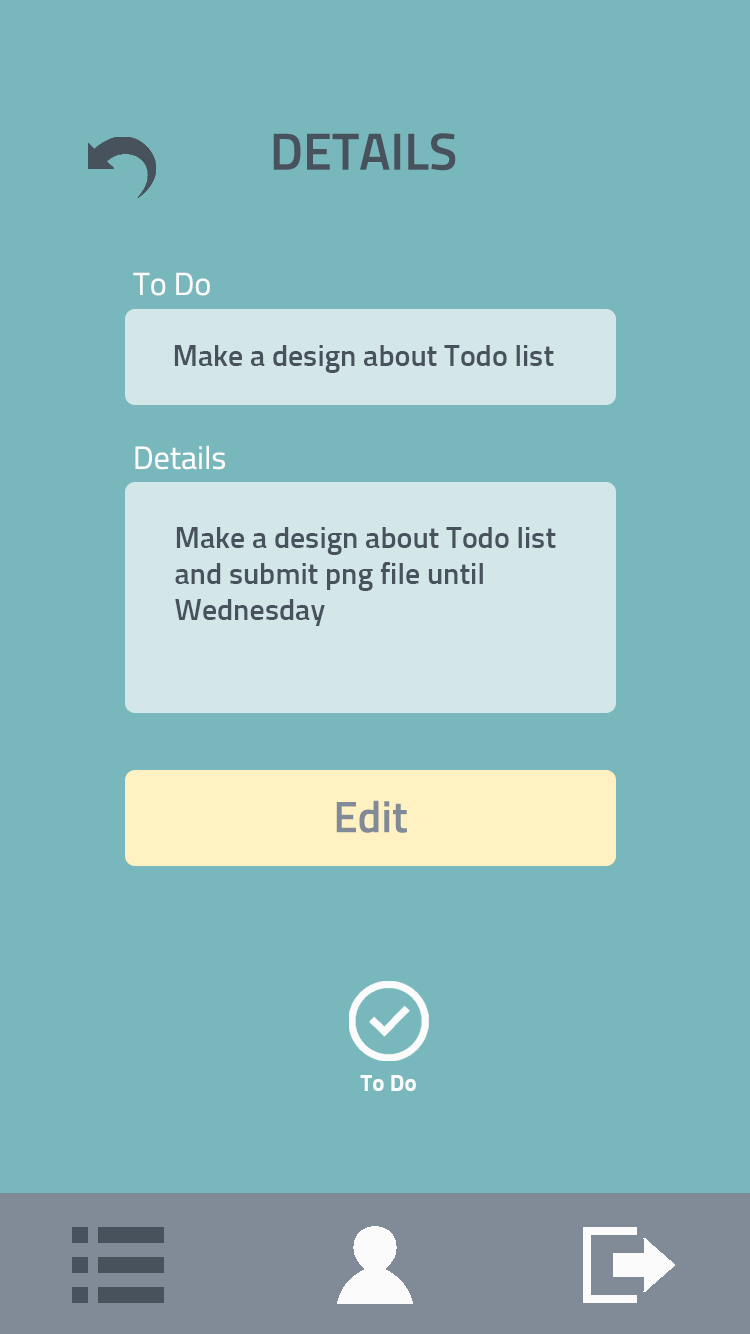 DETAILS
To Do
Make a design about Todo list
Details
Make a design about Todo list
and submit png file until
Wednesday
Edit
To Do